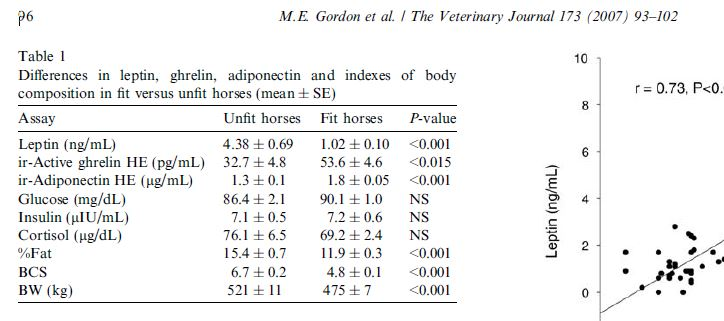 96
M.E. Gordon et al. / The Veterinary Journal 173 (2007) 93–102
Table 1
Differences in leptin, ghrelin, adiponectin and indexes of body
composition in fit versus unfit horses (mean ± SE)
Assay Unfit horses Fit horses P-value
Leptin (ng/mL) 4.38 ± 0.69 1.02 ± 0.10 <0.001
ir-Active ghrelin HE (pg/mL) 32.7 ± 4.8 53.6 ± 4.6 <0.015
ir-Adiponectin HE (μg/mL) 1.3 ± 0.1 1.8 ± 0.05 <0.001
Glucose (mg/dL) 86.4 ± 2.1 90.1 ± 1.0 NS
Insulin (μIU/mL) 7.1 ± 0.5 7.2 ± 0.6 NS
Cortisol (μg/dL) 76.1 ± 6.5 69.2 ± 2.4 NS
%Fat 15.4 ± 0.7 11.9 ± 0.3 <0.001
BCS 6.7 ± 0.2 4.8 ± 0.1 <0.001
BW (kg) 521 ± 11 475 ± 7 <0.001
10
r = 0.73, P<0.
8
6
Leptin (ng/mL)
4
2
0